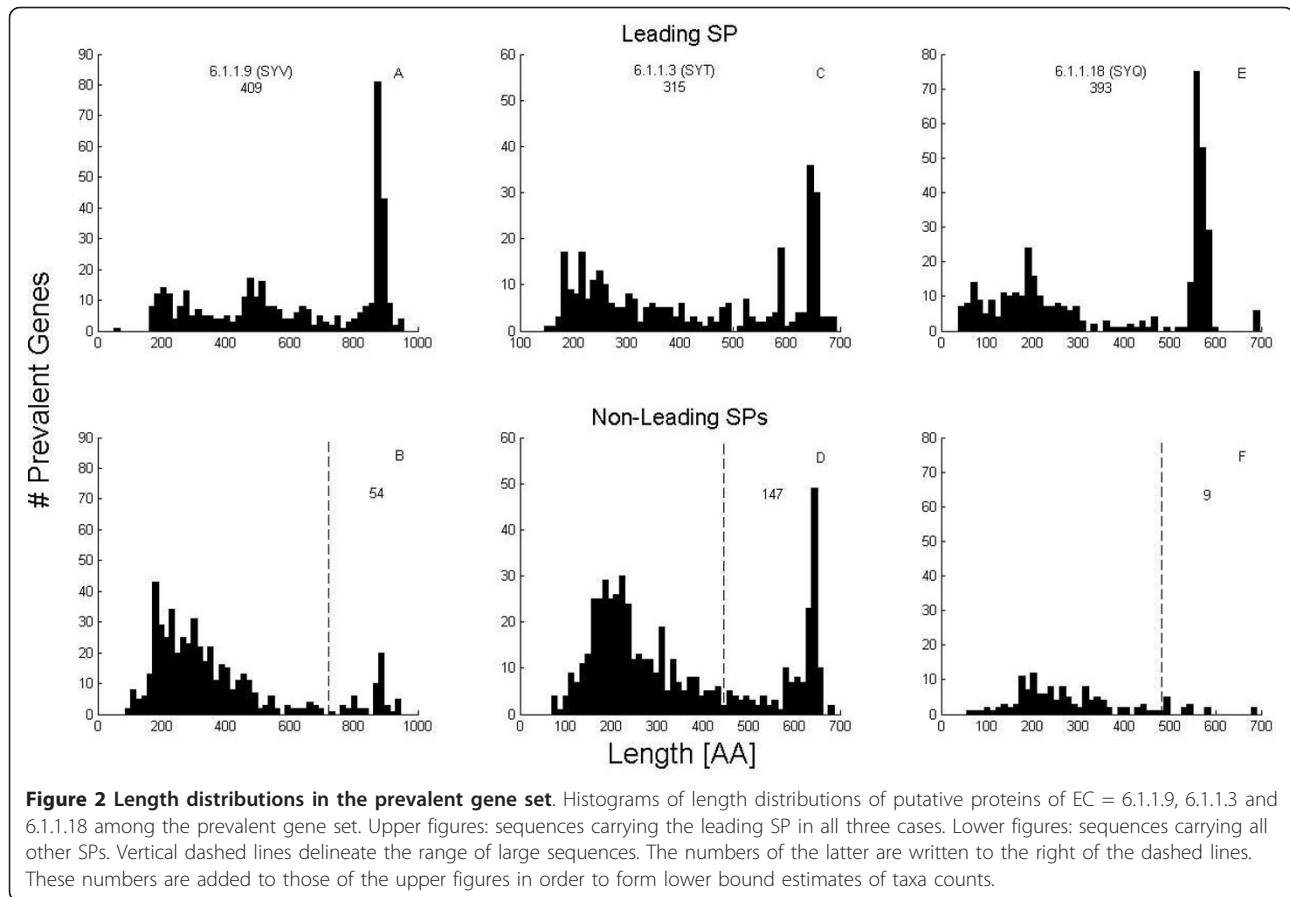 Leading SP
6.1.1.9 (SYV)
409
A
90
80
70
60
50
40
30
20
10
0
0 200 400 600 800 1000
6.1.1.3 (SYT)
315
C
60
50
40
30
20
10
0
100 200 300 400 500 600 700
6.1.1.18 (SYQ)
393
E
80
70
60
50
40
30
20
10
0
0 100 200 300 400 500 600 700
# Prevalent Genes
Non-Leading SPs
B
54
90
80
70
60
50
40
30
20
10
0
0 200 400 600 800 1000
D
147
60
50
40
30
20
10
0
0 100 200 300 400 500 600 700
F
9
80
70
60
50
40
30
20
10
0
0 100 200 300 400 500 600 700
Length [AA]
Figure 2 Length distributions in the prevalent gene set. Histograms of length distributions of putative proteins of EC = 6.1.1.9, 6.1.1.3 and
6.1.1.18 among the prevalent gene set. Upper figures: sequences carrying the leading SP in all three cases. Lower figures: sequences carrying all
other SPs. Vertical dashed lines delineate the range of large sequences. The numbers of the latter are written to the right of the dashed lines.
These numbers are added to those of the upper figures in order to form lower bound estimates of taxa counts.